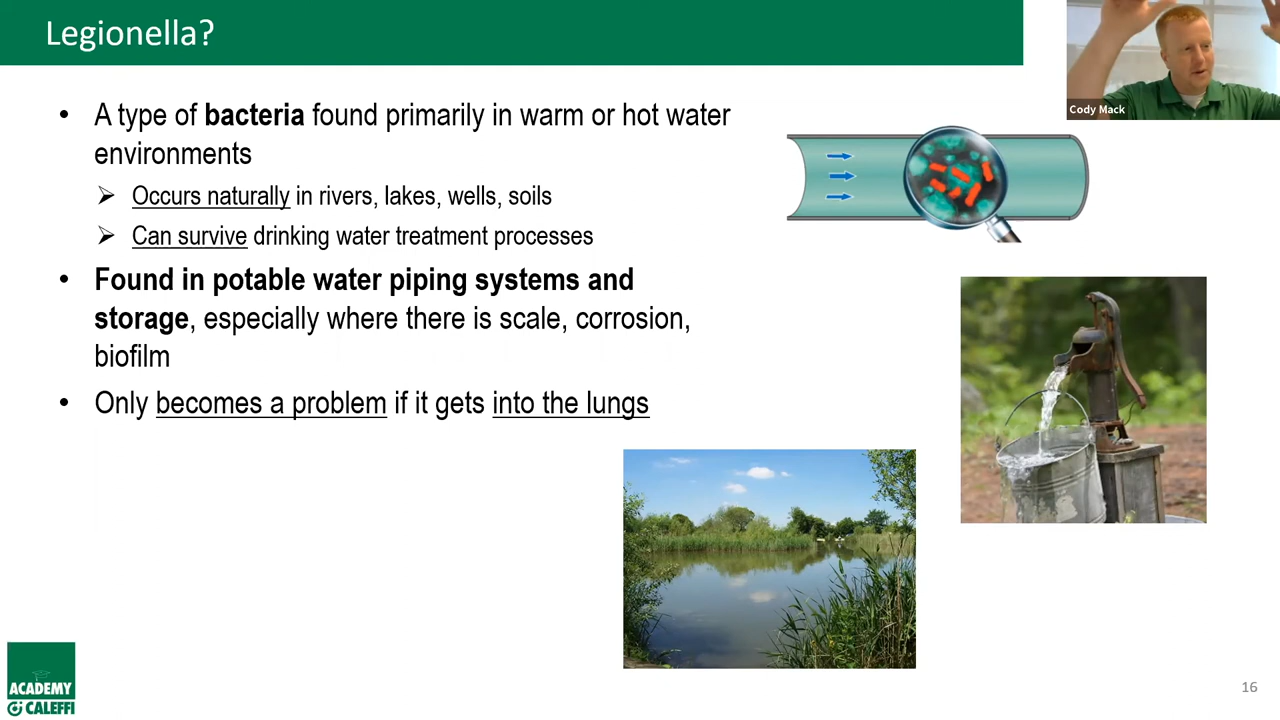 Legionella?
Cody Mack
• A type of bacteria found primarily in warm or hot water
environments
➢ Occurs naturally in rivers, lakes, wells, soils
➢ Can survive drinking water treatment processes
• Found in potable water piping systems and
storage, especially where there is scale, corrosion,
biofilm
• Only becomes a problem if it gets into the lungs
ACADEMY
CALEFFI
16